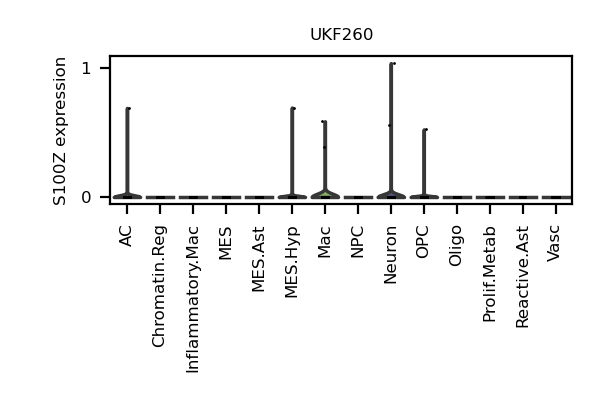 UKF260
S100Z expression
1
0
AC
Chromatin.Reg
Inflammatory.Mac
MES
MES.Ast
MES.Hyp
Mac
NPC
Neuron
OPC
Oligo
Prolif.Metab
Reactive.Ast
Vasc